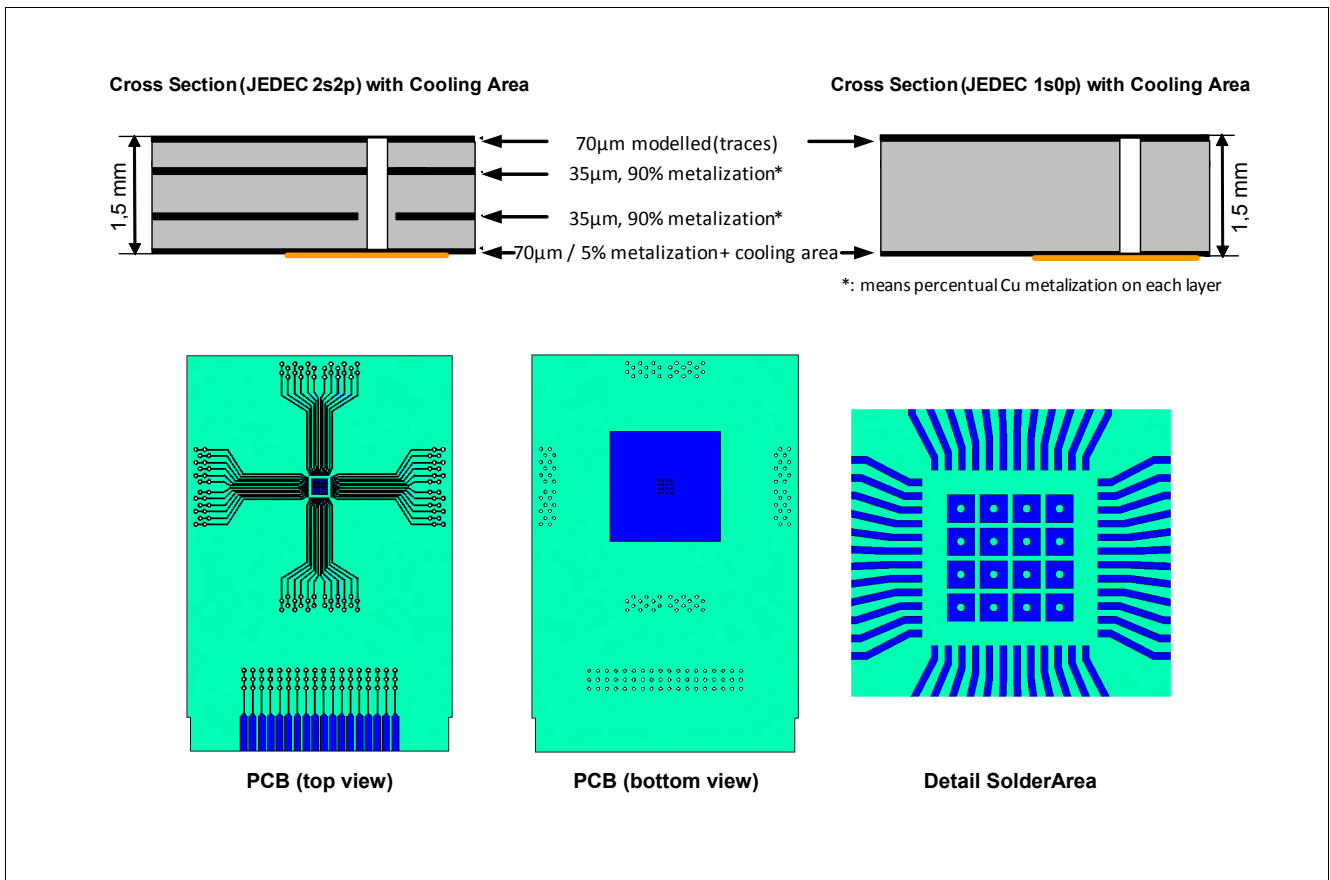 Cross Section (JEDEC 2s2p) with Cooling Area
Cross Section (JEDEC 1s0p) with Cooling Area
1,5 mm
70µm modelled (traces)
35µm, 90% metalization*
35µm, 90% metalization*
70µm / 5% metalization + cooling area
1,5 mm
*: means percentual Cu metalization on each layer
PCB (top view)
PCB (bottom view)
Detail SolderArea